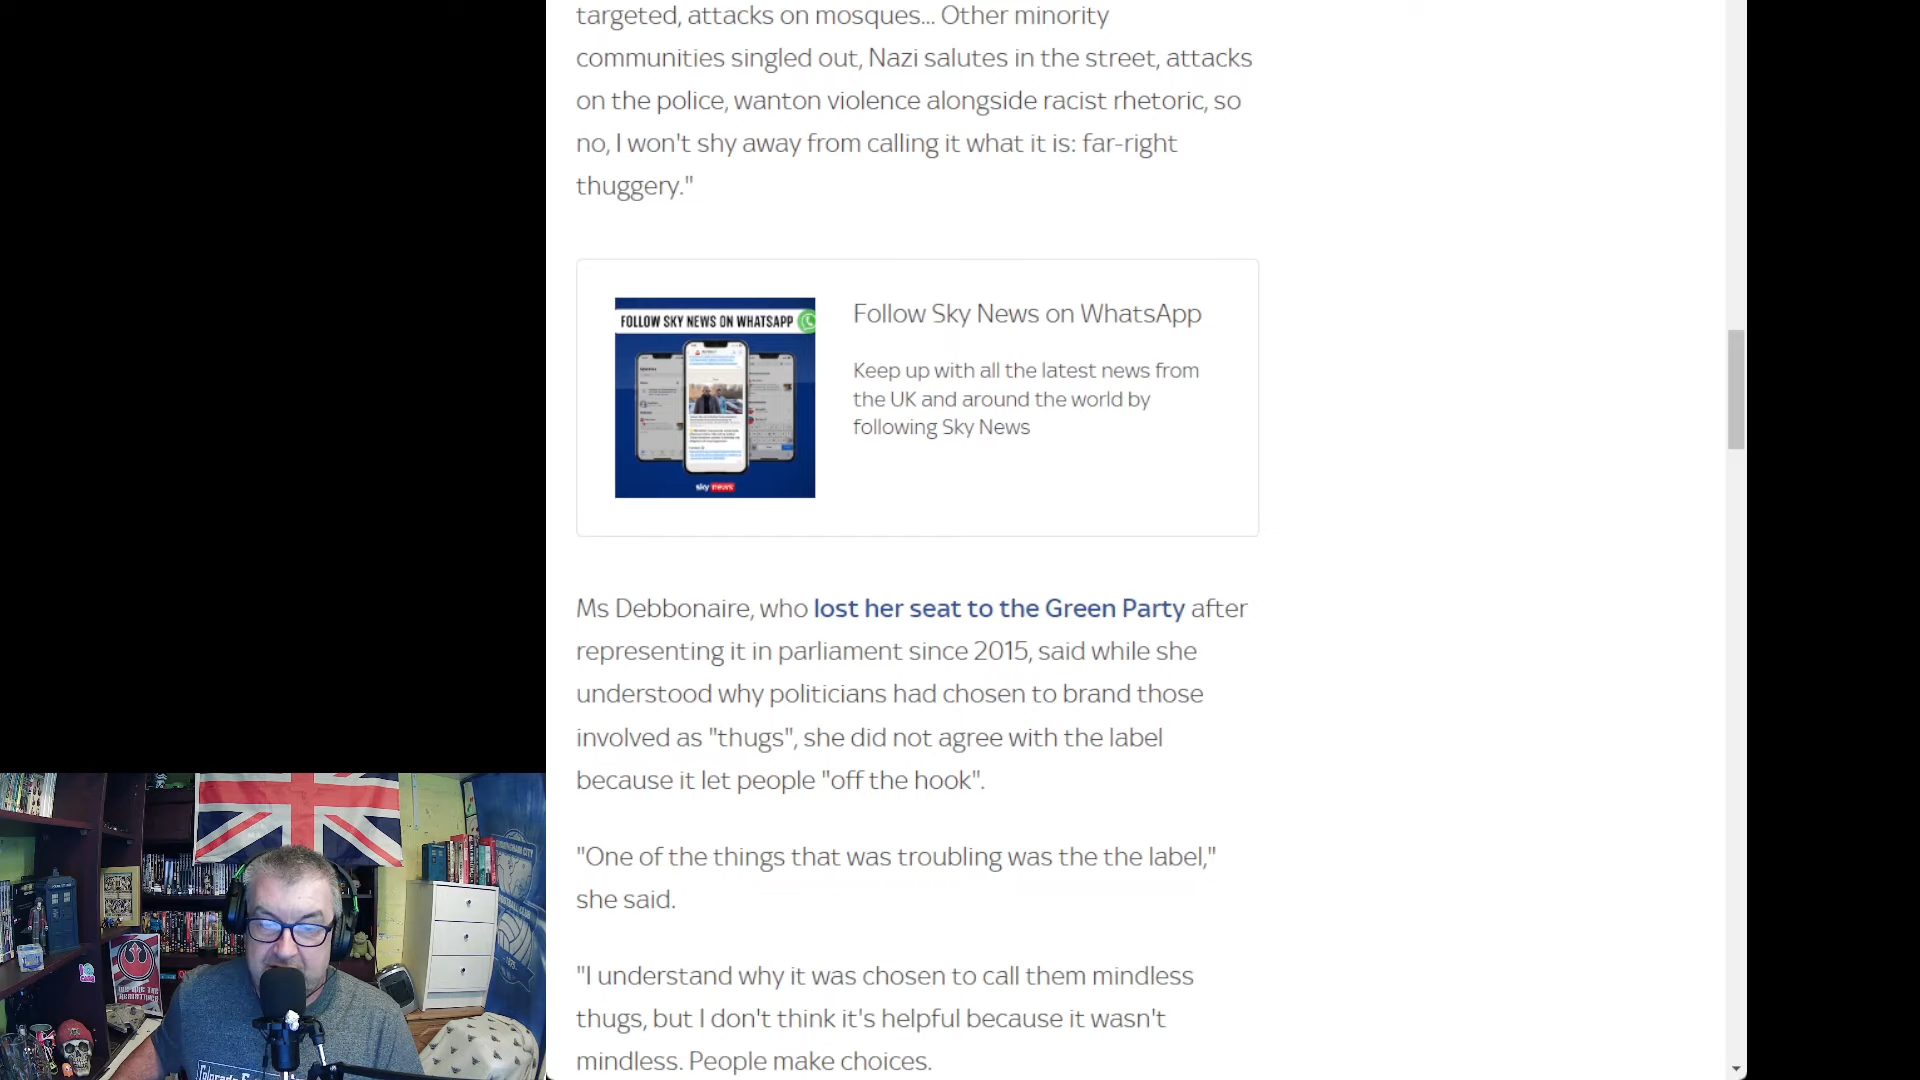 targeted, attacks on mosques... Other minority
communities singled out, Nazi salutes in the street, attacks
on the police, wanton violence alongside racist rhetoric, so
no, I won't shy away from calling it what it is: far-right
thuggery."
FOLLOW SKY NEWS ON WHATSAPP
sky news
Follow Sky News on WhatsApp
Keep up with all the latest news from
the UK and around the world by
following Sky News
Ms Debbonaire, who lost her seat to the Green Party after
representing it in parliament since 2015, said while she
understood why politicians had chosen to brand those
involved as "thugs", she did not agree with the label
because it let people "off the hook".
"One of the things that was troubling was the the label,"
she said.
"I understand why it was chosen to call them mindless
thugs, but I don't think it's helpful because it wasn't
mindless. People make choices.